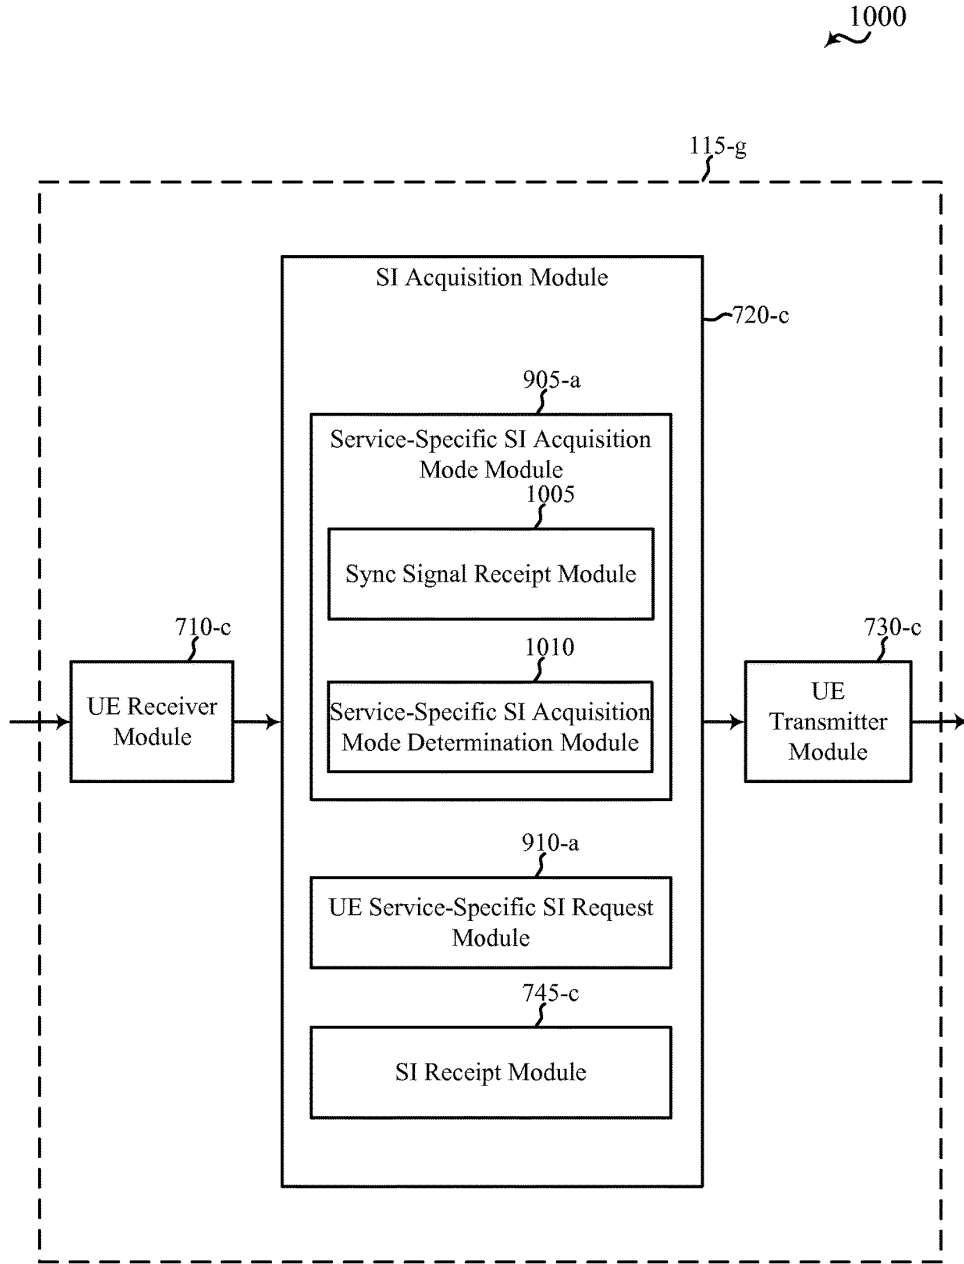 1000
115-g
SI Acquisition Module
720-c
905-a
Service-Specific SI Acquisition
Mode Module
1005
Sync Signal Receipt Module
710-c
UE Receiver
Module
1010
Service-Specific SI Acquisition
Mode Determination Module
730-c
UE
Transmitter
Module
910-a
UE Service-Specific SI Request
Module
745-c
SI Receipt Module